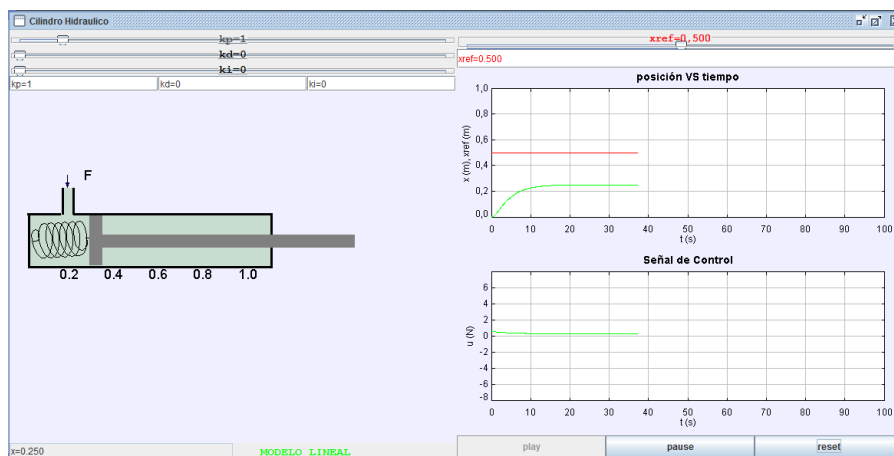 Cilindro Hidraulico
kp=1
kd=0
ki=0
kp=1 kd=0 ki=0
F
0.2 0.4 0.6 0.8 1.0
x=0.250 MODELO LINEAL
xref=0,500
xref=0.500
posición VS tiempo
x (m), xref (m)
1,0
0,8
0,6
0,4
0,2
0,0
0 10 20 30 40 50 60 70 80 90 100
t (s)
Señal de Control
u (N)
6
4
2
0
-2
-4
-6
-8
0 10 20 30 40 50 60 70 80 90 100
t (s)
play pause reset